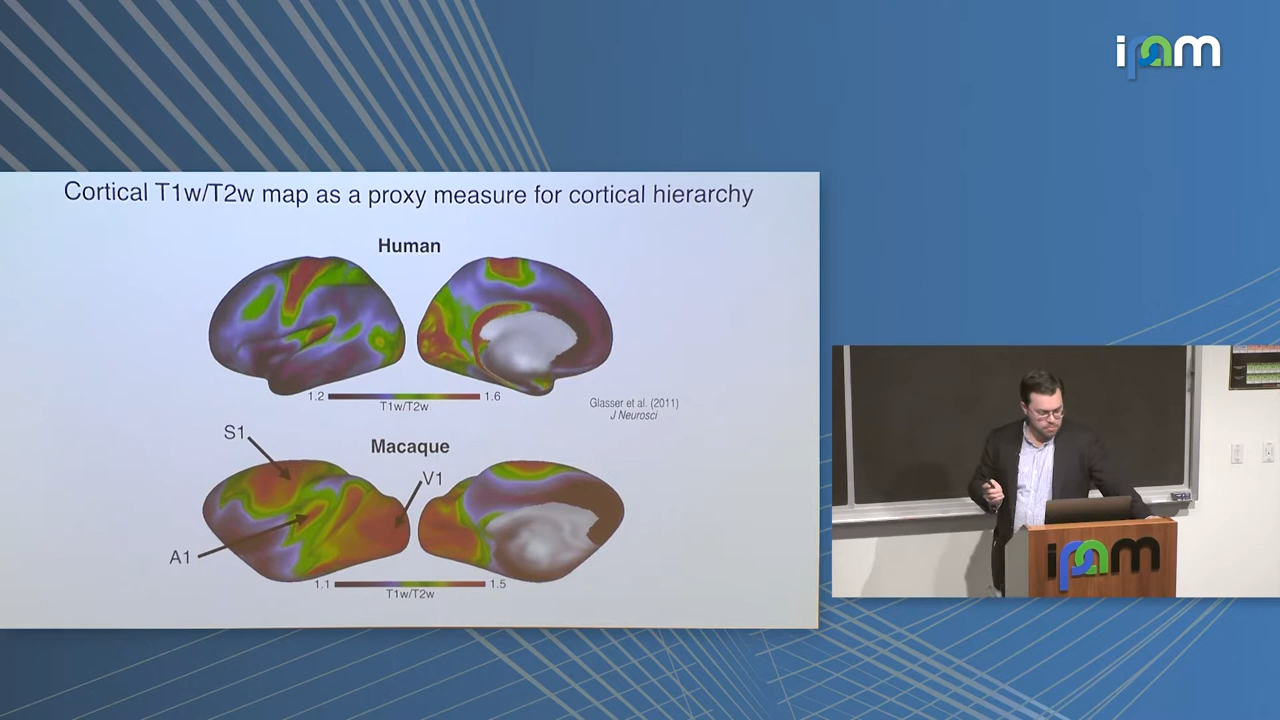 ipam
Cortical T1w/T2w map as a proxy measure for cortical hierarchy
Human
1.2
1.6
T1w/T2w
Glasser et al. (2011)
J Neurosci
Macaque
S1
V1
A1
1.1
1.5
T1w/T2w
ipam